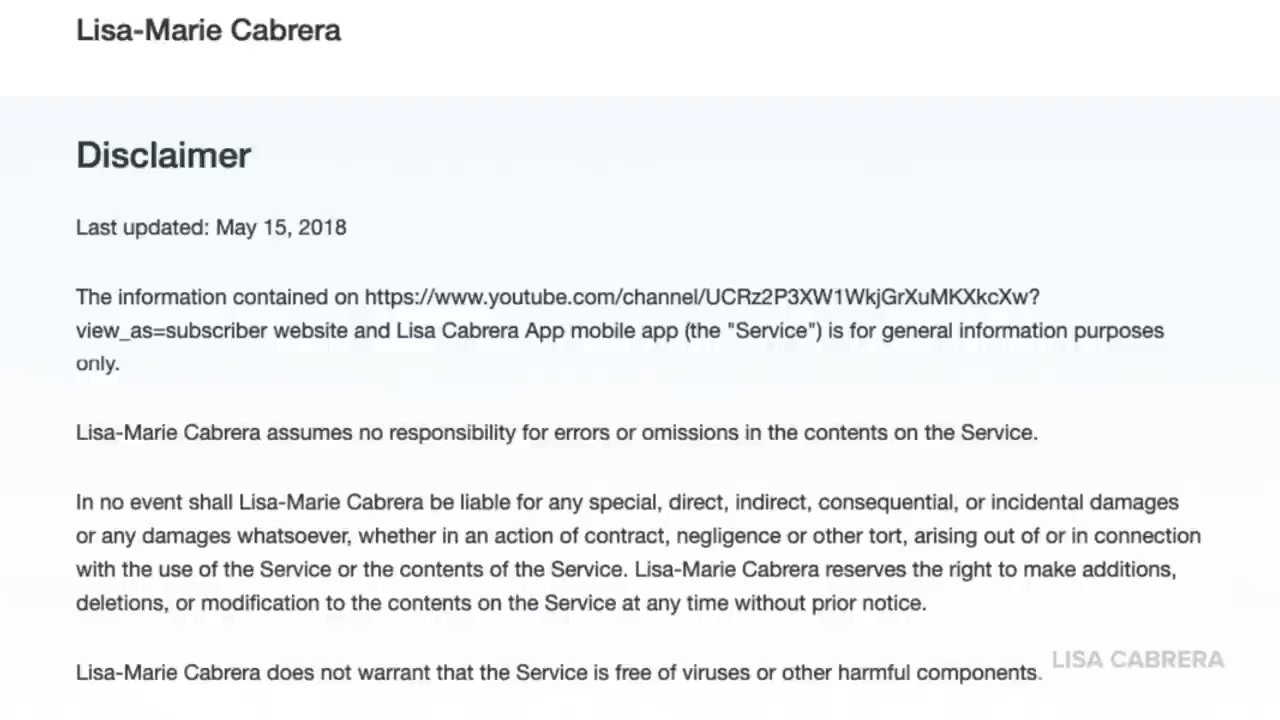 Lisa-Marie Cabrera
Disclaimer
Last updated: May 15, 2018
The information contained on https://www.youtube.com/channel/UCRz2P3XW1WkjGrXuMKXkcXw?
view_as=subscriber website and Lisa Cabrera App mobile app (the "Service") is for general information purposes
only.
Lisa-Marie Cabrera assumes no responsibility for errors or omissions in the contents on the Service.
In no event shall Lisa-Marie Cabrera be liable for any special, direct, indirect, consequential, or incidental damages
or any damages whatsoever, whether in an action of contract, negligence or other tort, arising out of or in connection
with the use of the Service or the contents of the Service. Lisa-Marie Cabrera reserves the right to make additions,
deletions, or modification to the contents on the Service at any time without prior notice.
Lisa-Marie Cabrera does not warrant that the Service is free of viruses or other harmful components.
LISA CABRERA